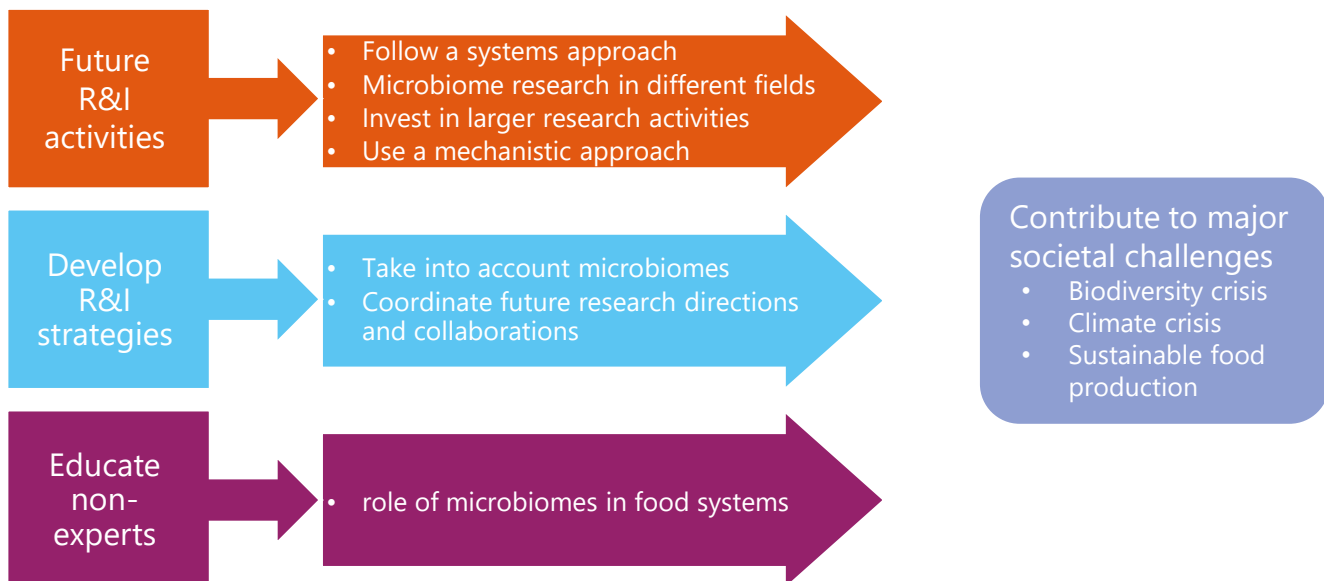 Future
R&I
activities
• Follow a systems approach
• Microbiome research in different fields
• Invest in larger research activities
• Use a mechanistic approach
Develop
R&I
strategies
• Take into account microbiomes
• Coordinate future research directions
and collaborations
Educate
non-
experts
• role of microbiomes in food systems
Contribute to major
societal challenges
• Biodiversity crisis
• Climate crisis
• Sustainable food
production